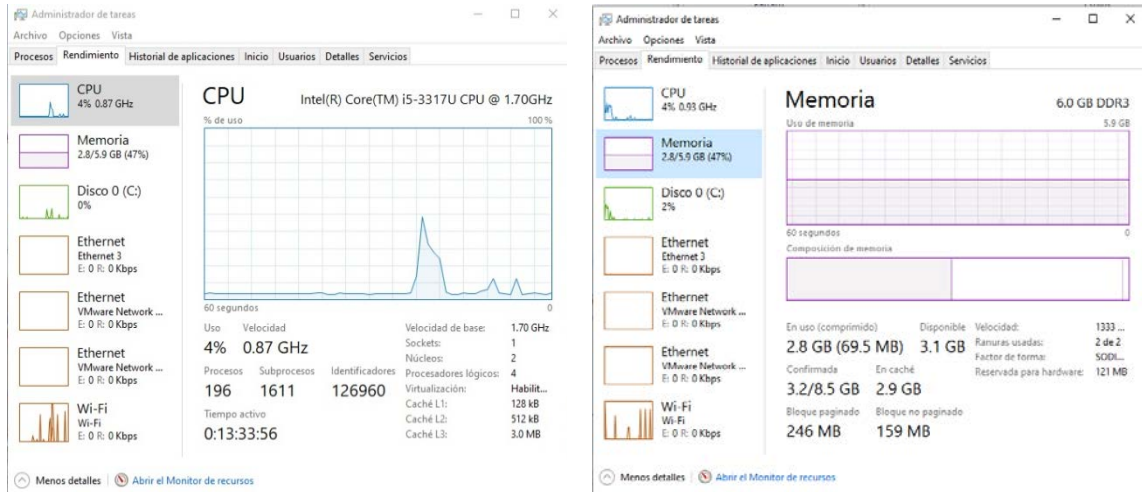 Administrador de tareas
Archivo Opciones Vista
Procesos Rendimiento Historial de aplicaciones Inicio Usuarios Detalles Servicios
CPU
4% 0.87 GHz
Memoria
2.8/5.9 GB (47%)
Disco 0 (C:)
0%
Ethernet
Ethernet 3
E: 0 R: 0 Kbps
Ethernet
VMware Network ...
E: 0 R: 0 Kbps
Ethernet
VMware Network ...
E: 0 R: 0 Kbps
Wi-Fi
Wi-Fi
E: 0 R: 0 Kbps
CPU Intel(R) Core(TM) i5-3317U CPU @ 1.70GHz
% de uso 100 %
60 segundos 0
Uso Velocidad
4% 0.87 GHz
Procesos Subprocesos Identificadores
196 1611 126960
Tiempo activo
0:13:33:56
Velocidad de base: 1.70 GHz
Sockets: 1
Núcleos: 2
Procesadores lógicos: 4
Virtualización: Habilit...
Caché L1: 128 kB
Caché L2: 512 kB
Caché L3: 3.0 MB
Menos detalles Abrir el Monitor de recursos
Administrador de tareas
Archivo Opciones Vista
Procesos Rendimiento Historial de aplicaciones Inicio Usuarios Detalles Servicios
CPU
4% 0.93 GHz
Memoria
2.8/5.9 GB (47%)
Disco 0 (C:)
2%
Ethernet
Ethernet 3
E: 0 R: 0 Kbps
Ethernet
VMware Network ...
E: 0 R: 0 Kbps
Ethernet
VMware Network ...
E: 0 R: 0 Kbps
Wi-Fi
Wi-Fi
E: 0 R: 0 Kbps
Memoria 6.0 GB DDR3
Uso de memoria 5.9 GB
60 segundos 0
Composición de memoria
En uso (comprimido) Disponible
2.8 GB (69.5 MB) 3.1 GB
Confirmada En caché
3.2/8.5 GB 2.9 GB
Bloque paginado Bloque no paginado
246 MB 159 MB
Velocidad: 1333 ...
Ranuras usadas: 2 de 2
Factor de forma: SODI...
Reservada para hardware: 121 MB
Menos detalles Abrir el Monitor de recursos